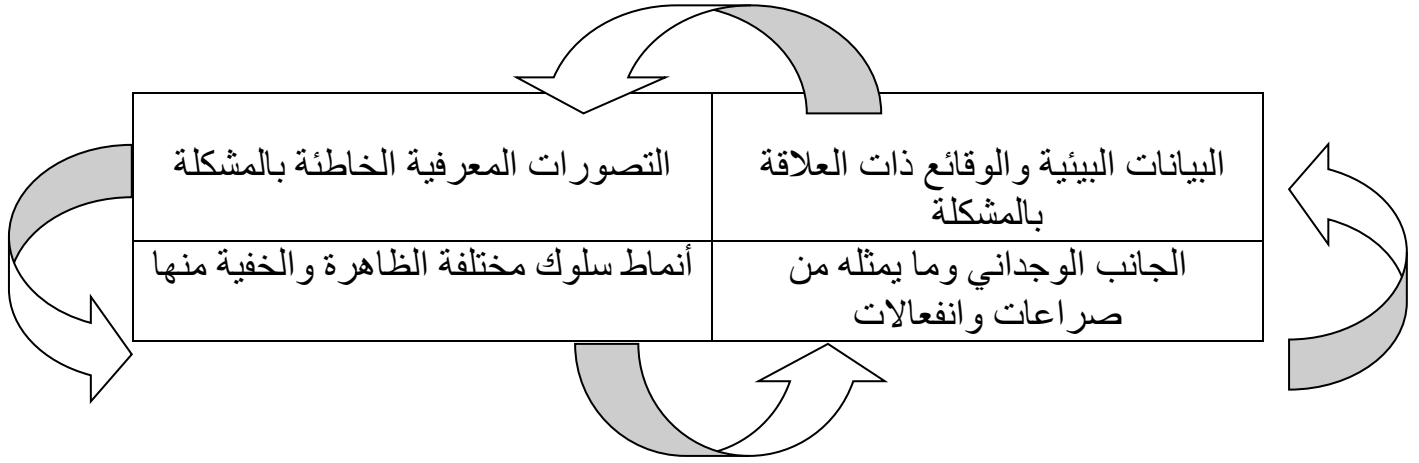 البيانات البيئية والوقائع ذات العلاقة
بالمشكلة
التصورات المعرفية الخاطئة بالمشكلة
الجانب الوجداني وما يمثله من
صراعات وانفعالات
أنماط سلوك مختلفة الظاهرة والخفية منها